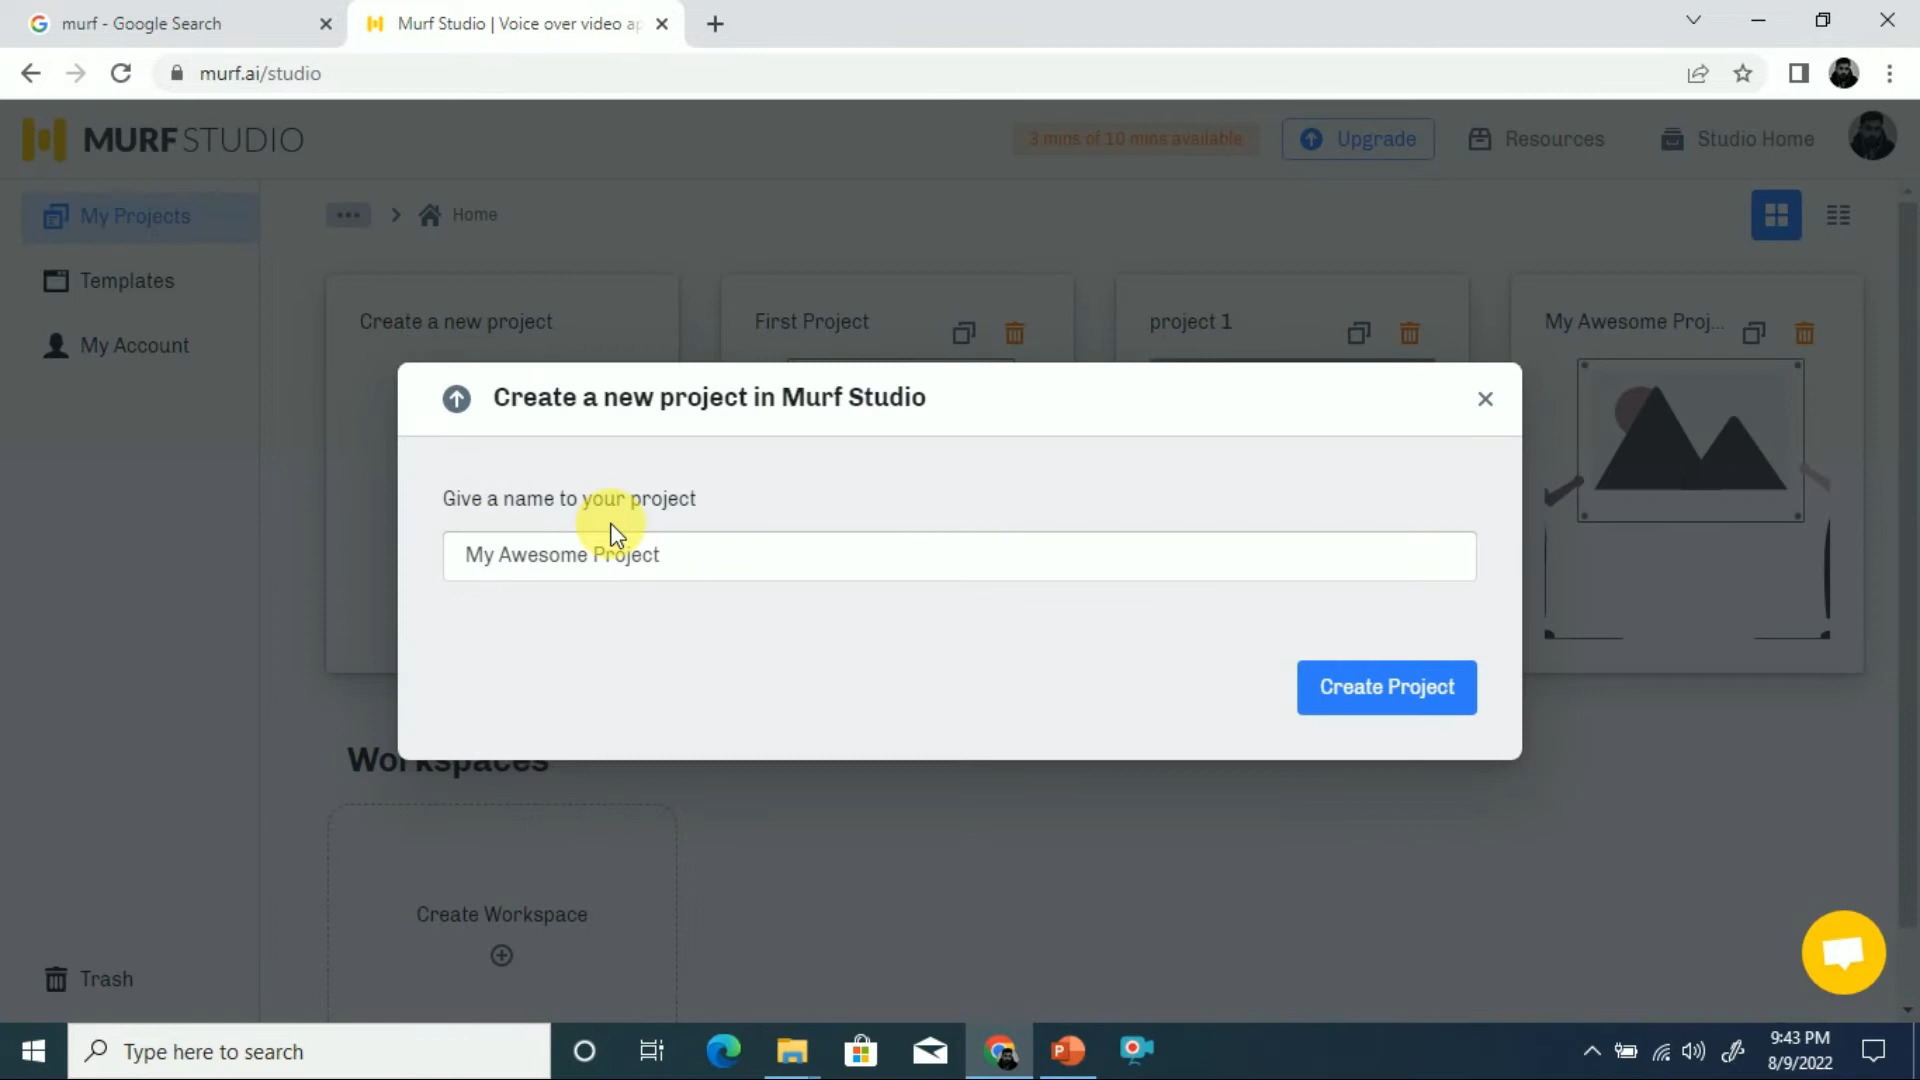 murf - Google Search
Murf Studio | Voice over video ap
murf.ai/studio
MURF STUDIO
3 mins of 10 mins available
Upgrade
Resources
Studio Home
My Projects
Home
Templates
My Account
Create a new project
First Project
project 1
My Awesome Proj...
Create a new project in Murf Studio
Give a name to your project
My Awesome Project
Create Project
Workspaces
Create Workspace
Trash
Type here to search
9:43 PM
8/9/2022